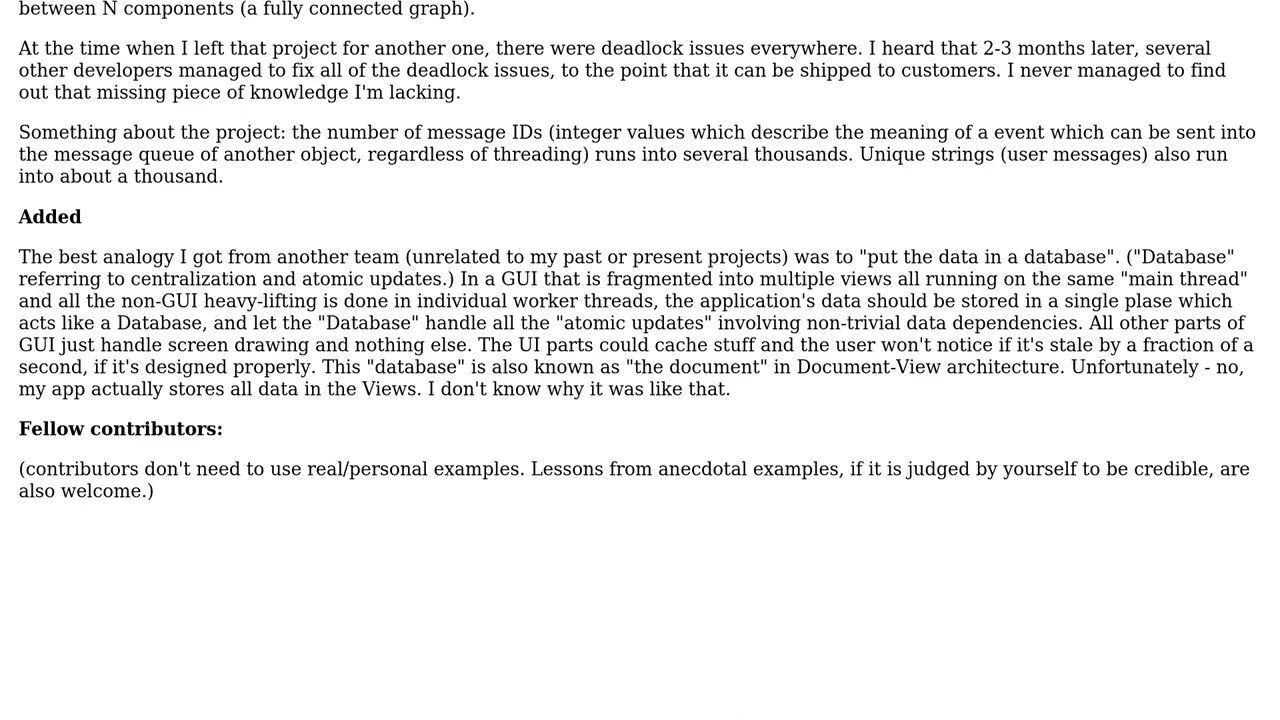 between N components (a fully connected graph).
At the time when I left that project for another one, there were deadlock issues everywhere. I heard that 2-3 months later, several
other developers managed to fix all of the deadlock issues, to the point that it can be shipped to customers. I never managed to find
out that missing piece of knowledge I'm lacking.
Something about the project: the number of message IDs (integer values which describe the meaning of a event which can be sent into
the message queue of another object, regardless of threading) runs into several thousands. Unique strings (user messages) also run
into about a thousand.
Added
The best analogy I got from another team (unrelated to my past or present projects) was to "put the data in a database". ("Database"
referring to centralization and atomic updates.) In a GUI that is fragmented into multiple views all running on the same "main thread"
and all the non-GUI heavy-lifting is done in individual worker threads, the application's data should be stored in a single plase which
acts like a Database, and let the "Database" handle all the "atomic updates" involving non-trivial data dependencies. All other parts of
GUI just handle screen drawing and nothing else. The UI parts could cache stuff and the user won't notice if it's stale by a fraction of a
second, if it's designed properly. This "database" is also known as "the document" in Document-View architecture. Unfortunately - no,
my app actually stores all data in the Views. I don't know why it was like that.
Fellow contributors:
(contributors don't need to use real/personal examples. Lessons from anecdotal examples, if it is judged by yourself to be credible, are
also welcome.)